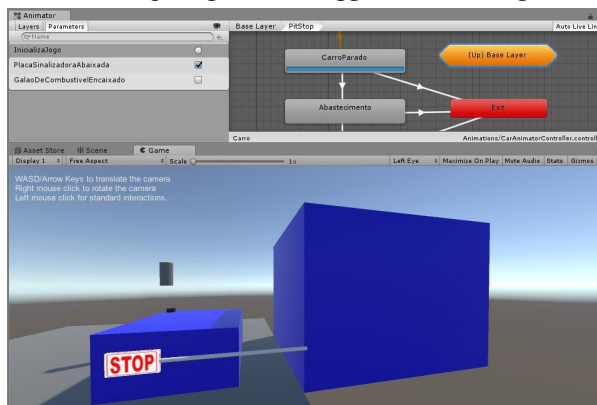 Animator
Layers Parameters
Name
InicializaJogo
PlacaSinalizadoraAbaixada
GalaoDeCombustivelEncaixado
Base Layer PitStop
Auto Live Lin
CarroParado
(Up) Base Layer
Abastecimento
Exit
Carro
Animations/CarAnimatorController.controll
Asset Store Scene Game
Display 1 Free Aspect Scale 1x Left Eye Maximize On Play Mute Audio Stats Gizmos
WASD/Arrow Keys to translate the camera
Right mouse click to rotate the camera
Left mouse click for standard interactions.
STOP